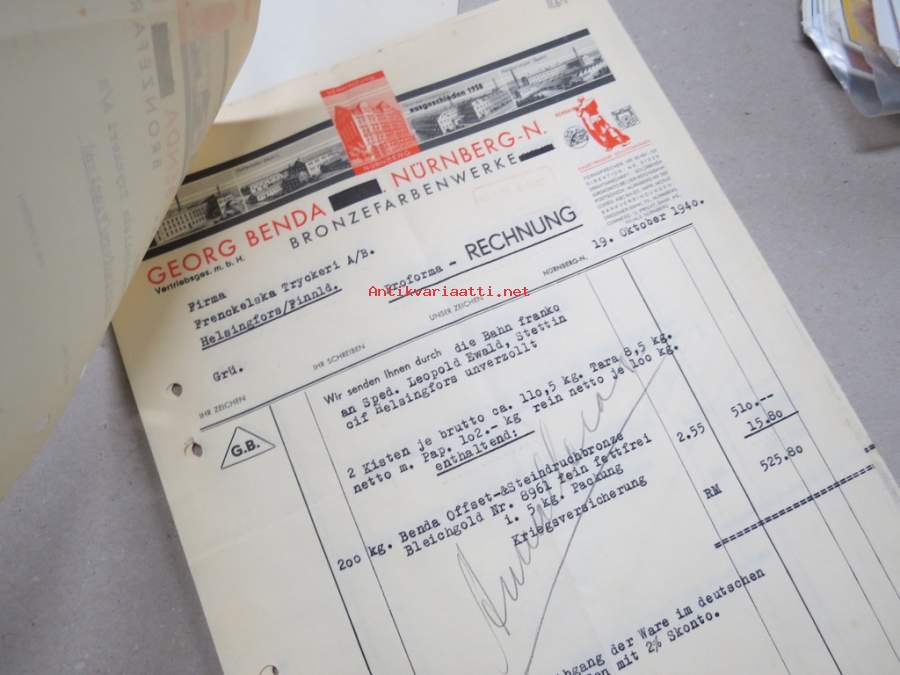 ausgeschieden 1938
NÜRNBERG
GEORG BENDA NÜRNBERG-N.
Vertriebsges. m. b. H. BRONZEFARBENWERKE
Firma
Frenckelska Tryckeri A/B.
Helsingfors/Finnld.
Proforma - RECHNUNG
Antikvariaatti.net
Grü.
IHR ZEICHEN IHR SCHREIBEN UNSER ZEICHEN NÜRNBERG-N. 19. Oktober 1940.
G.B.
Wir senden Ihnen durch die Bahn franko
an Sped. Leopold Ewald, Stettin
cif Helsingfors unverzollt
2 Kisten je brutto ca. 110,5 kg. Tara 8,5 kg.
netto m. Pap. 102.- kg rein netto je 100 kg.
enthaltend:
200 kg. Benda Offset-&Steindruchbronze
Bleichgold Nr. 8961 fein fettfrei
i. 5 kg. Packung 2.55 510.--
Kriegsversicherung 15.80
RM 525.80
der Ware im deutschen
mit 2% Skonto.